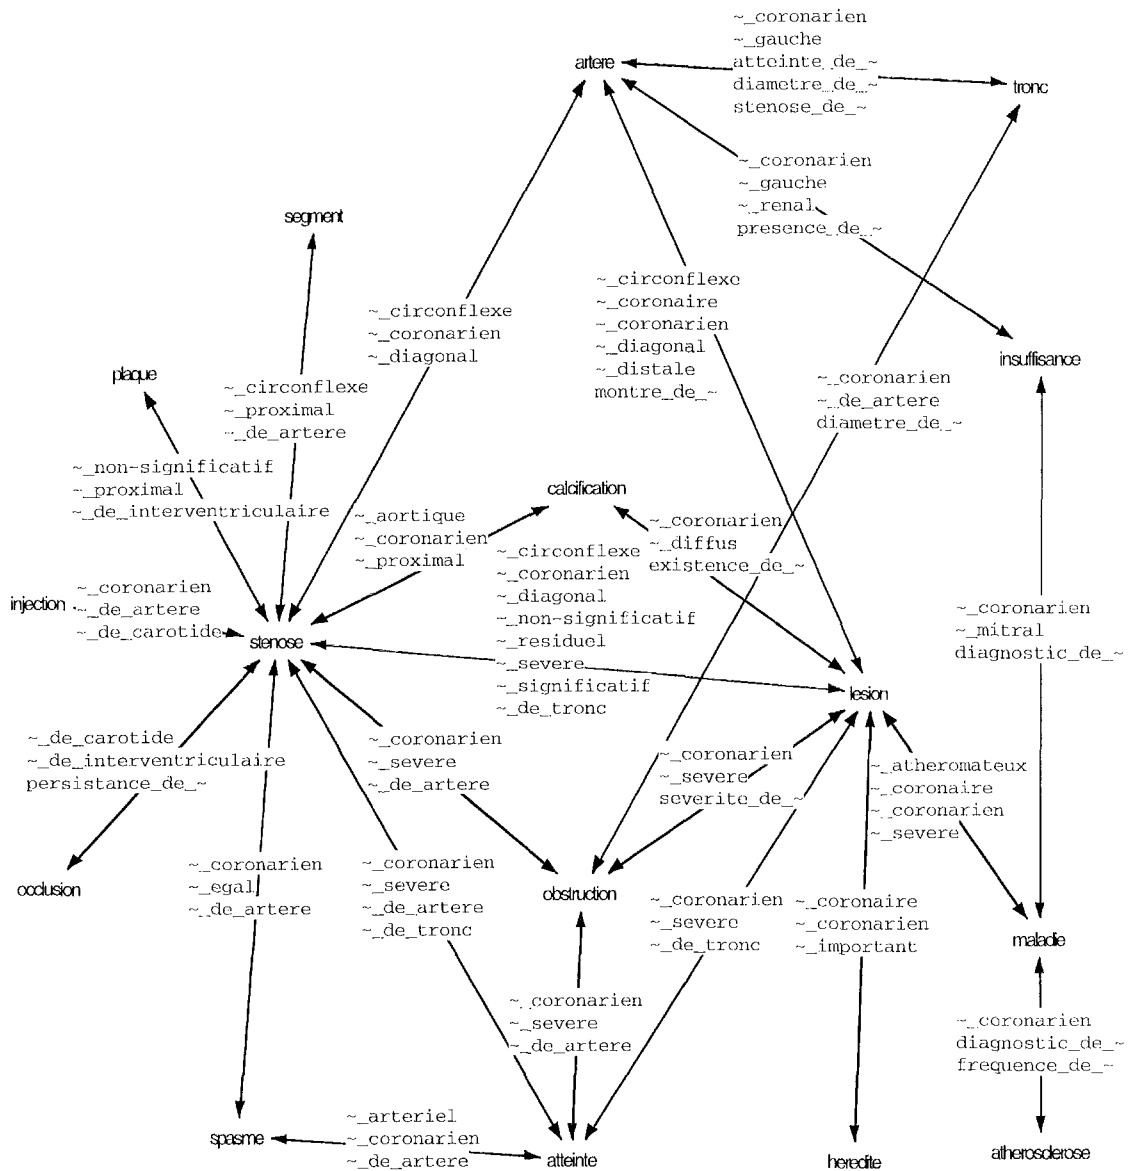 ~_coronarien
~_gauche
artere
atteinte_de_~
diametre_de_~
tronc
stenose_de_~
~_coronarien
~_gauche
~_renal
presence_de_~
segment
~_circonflexe
~_coronaire
~_coronarien
~_diagonal
~_distale
montre_de_~
~_circonflexe
~_coronarien
~_diagonal
insuffisance
plaque
~_coronarien
~_de_artere
diametre_de_~
~_circonflexe
~_proximal
~_de_artere
~_non-significatif
~_proximal
~_de_interventriculaire
calcification
~_aortique
~_coronarien
~_proximal
~_coronarien
~_diffus
existence_de_~
~_circonflexe
~_coronarien
~_diagonal
~_non-significatif
~_residuel
~_severe
~_significatif
~_de_tronc
injection
~_coronarien
~_de_artere
~_de_carotide
stenose
~_coronarien
~_mitral
diagnostic_de_~
lesion
~_de_carotide
~_de_interventriculaire
persistance_de_~
~_coronarien
~_severe
~_de_artere
~_coronarien
~_severe
severite_de_~
~_atheromateux
~_coronaire
~_coronarien
~_severe
occlusion
~_coronarien
~_egal
~_de_artere
~_coronarien
~_severe
~_de_artere
~_de_tronc
obstruction
~_coronarien
~_severe
~_de_tronc
~_coronaire
~_coronarien
~_important
maladie
~_coronarien
~_severe
~_de_artere
~_coronarien
diagnostic_de_~
frequence_de_~
spasme
~_arteriel
~_coronarien
~_de_artere
atteinte
heredite
atherosclerose